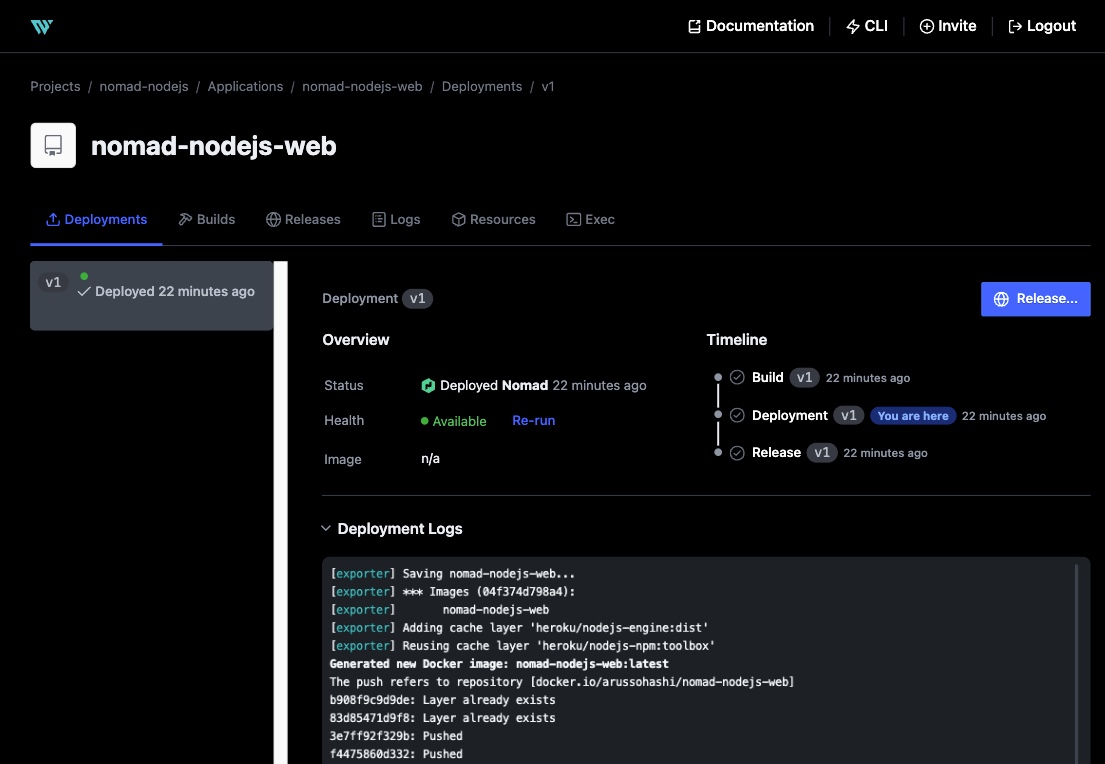 Documentation CLI Invite Logout
Projects / nomad-nodejs / Applications / nomad-nodejs-web / Deployments / v1
nomad-nodejs-web
Deployments Builds Releases Logs Resources Exec
v1 Deployed 22 minutes ago
Deployment v1
Release...
Overview
Status Deployed Nomad 22 minutes ago
Health Available Re-run
Image n/a
Timeline
Build v1 22 minutes ago
Deployment v1 You are here 22 minutes ago
Release v1 22 minutes ago
Deployment Logs
[exporter] Saving nomad-nodejs-web...
[exporter] *** Images (04f374d798a4):
[exporter]       nomad-nodejs-web
[exporter] Adding cache layer 'heroku/nodejs-engine:dist'
[exporter] Reusing cache layer 'heroku/nodejs-npm:toolbox'
Generated new Docker image: nomad-nodejs-web:latest
The push refers to repository [docker.io/arussohashi/nomad-nodejs-web]
b908f9c9d9de: Layer already exists
83d85471d9f8: Layer already exists
3e7ff92f329b: Pushed
f4475860d332: Pushed